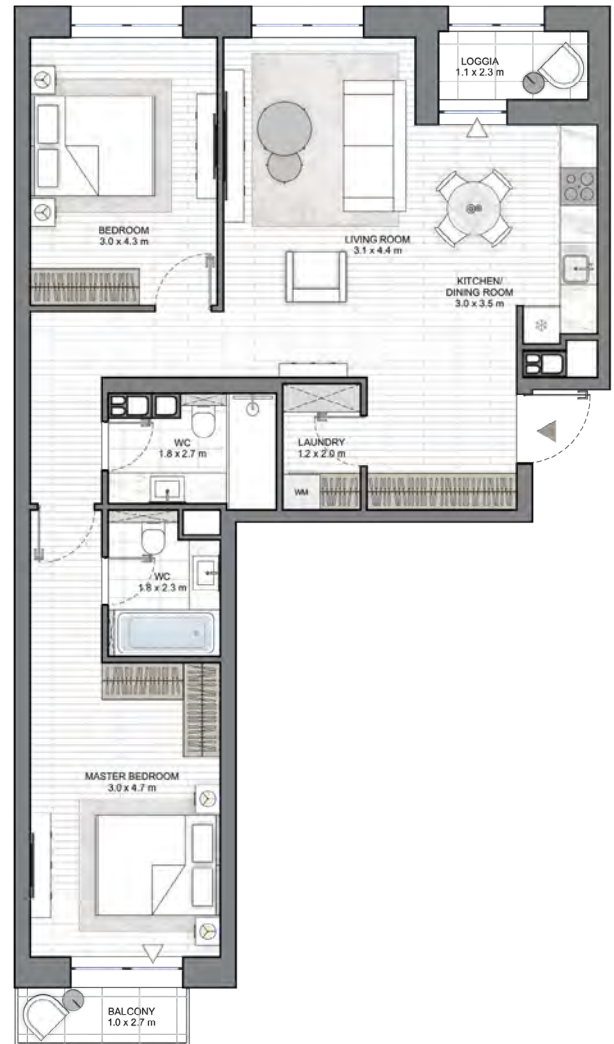 LOGGIA
1.1 x 2.3 m
BEDROOM
3.0 x 4.3 m
LIVING ROOM
3.1 x 4.4 m
KITCHEN/
DINING ROOM
3.0 x 3.5 m
WC
1.8 x 2.7 m
LAUNDRY
1.2 x 2.0 m
WM
WC
1.8 x 2.3 m
MASTER BEDROOM
3.0 x 4.7 m
BALCONY
1.0 x 2.7 m